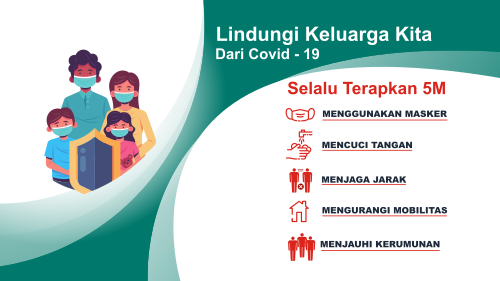 Lindungi Keluarga Kita
Dari Covid - 19
Selalu Terapkan 5M
MENGGUNAKAN MASKER
MENCUCI TANGAN
MENJAGA JARAK
MENGURANGI MOBILITAS
MENJAUHI KERUMUNAN